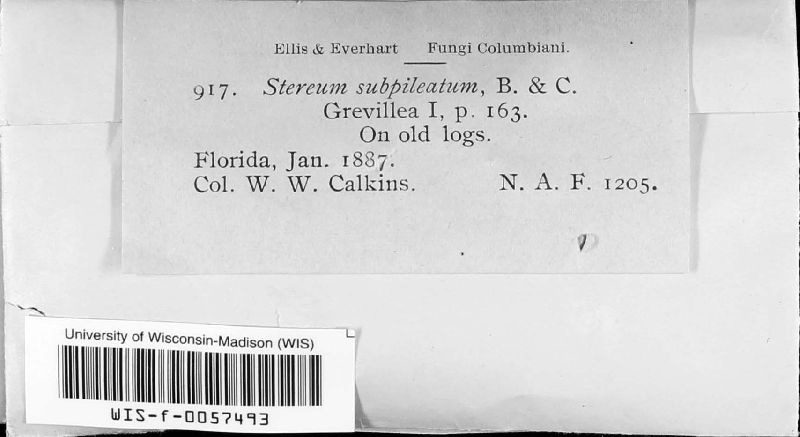 Ellis & Everhart Fungi Columbiani.
917. Stereum subpileatum, B. & C.
Grevillea I, p. 163.
On old logs.
Florida, Jan. 1887.
Col. W. W. Calkins. N. A. F. 1205.
University of Wisconsin-Madison (WIS)
WIS-f-0057493